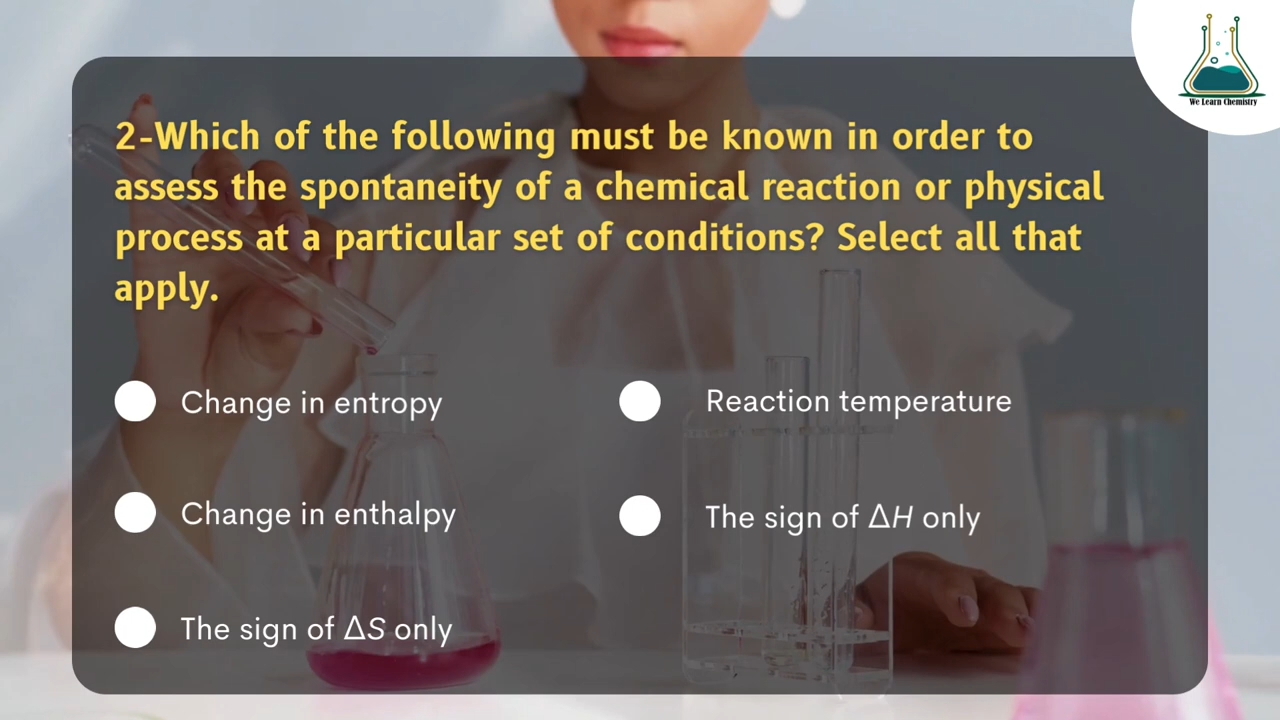 We Learn Chemistry
2-Which of the following must be known in order to
assess the spontaneity of a chemical reaction or physical
process at a particular set of conditions? Select all that
apply.
Change in entropy
Reaction temperature
Change in enthalpy
The sign of ΔH only
The sign of ΔS only